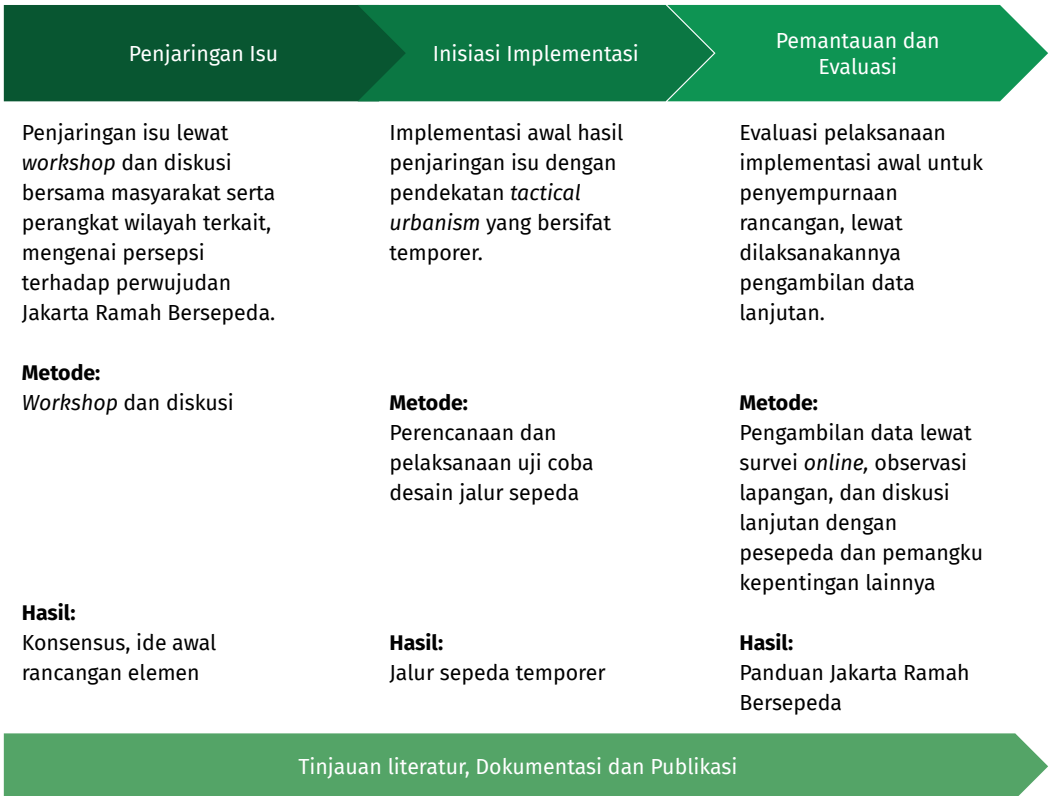 Penjaringan Isu
Inisiasi Implementasi
Pemantauan dan
Evaluasi
Penjaringan isu lewat
workshop dan diskusi
bersama masyarakat serta
perangkat wilayah terkait,
mengenai persepsi
terhadap perwujudan
Jakarta Ramah Bersepeda.
Metode:
Workshop dan diskusi
Hasil:
Konsensus, ide awal
rancangan elemen
Implementasi awal hasil
penjaringan isu dengan
pendekatan tactical
urbanism yang bersifat
temporer.
Metode:
Perencanaan dan
pelaksanaan uji coba
desain jalur sepeda
Hasil:
Jalur sepeda temporer
Evaluasi pelaksanaan
implementasi awal untuk
penyempurnaan
rancangan, lewat
dilaksanakannya
pengambilan data
lanjutan.
Metode:
Pengambilan data lewat
survei online, observasi
lapangan, dan diskusi
lanjutan dengan
pesepeda dan pemangku
kepentingan lainnya
Hasil:
Panduan Jakarta Ramah
Bersepeda
Tinjauan literatur, Dokumentasi dan Publikasi